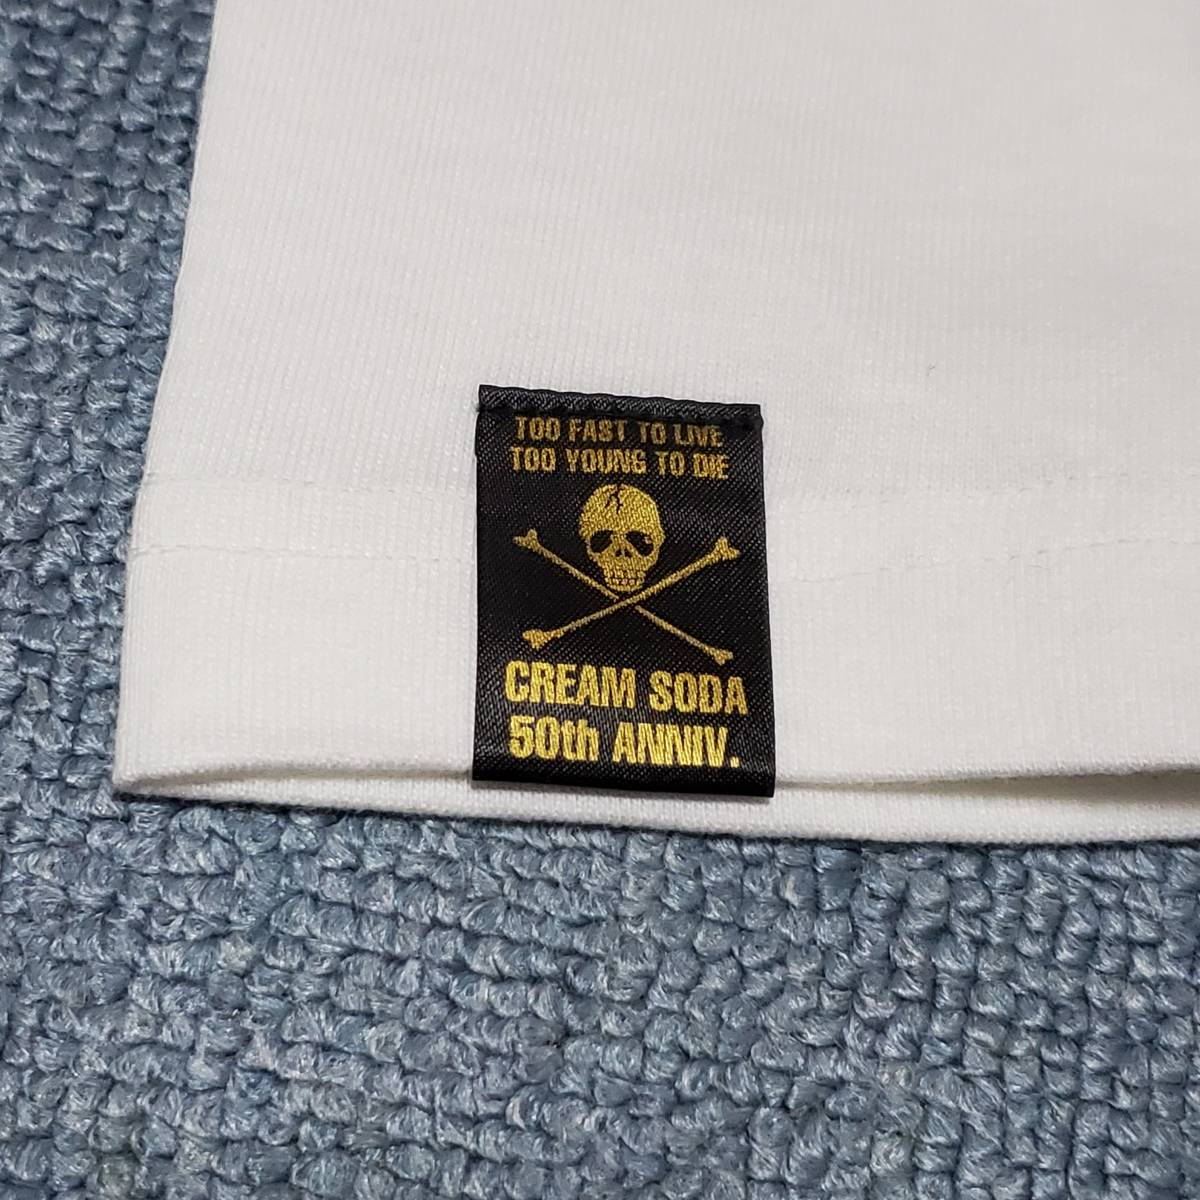 TOO FAST TO LIVE
TOO YOUNG TO DIE
CREAM SODA
50th ANNIV.